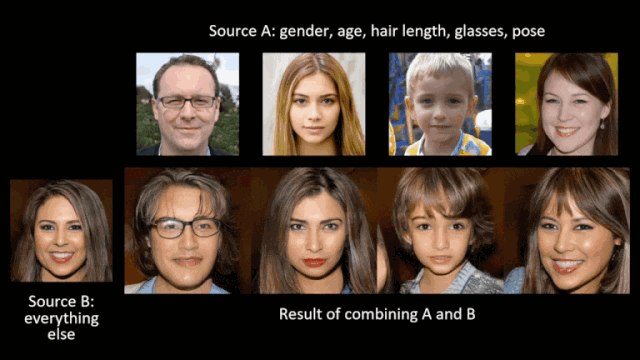 Source A: gender, age, hair length, glasses, pose
Source B:
everything
else
Result of combining A and B